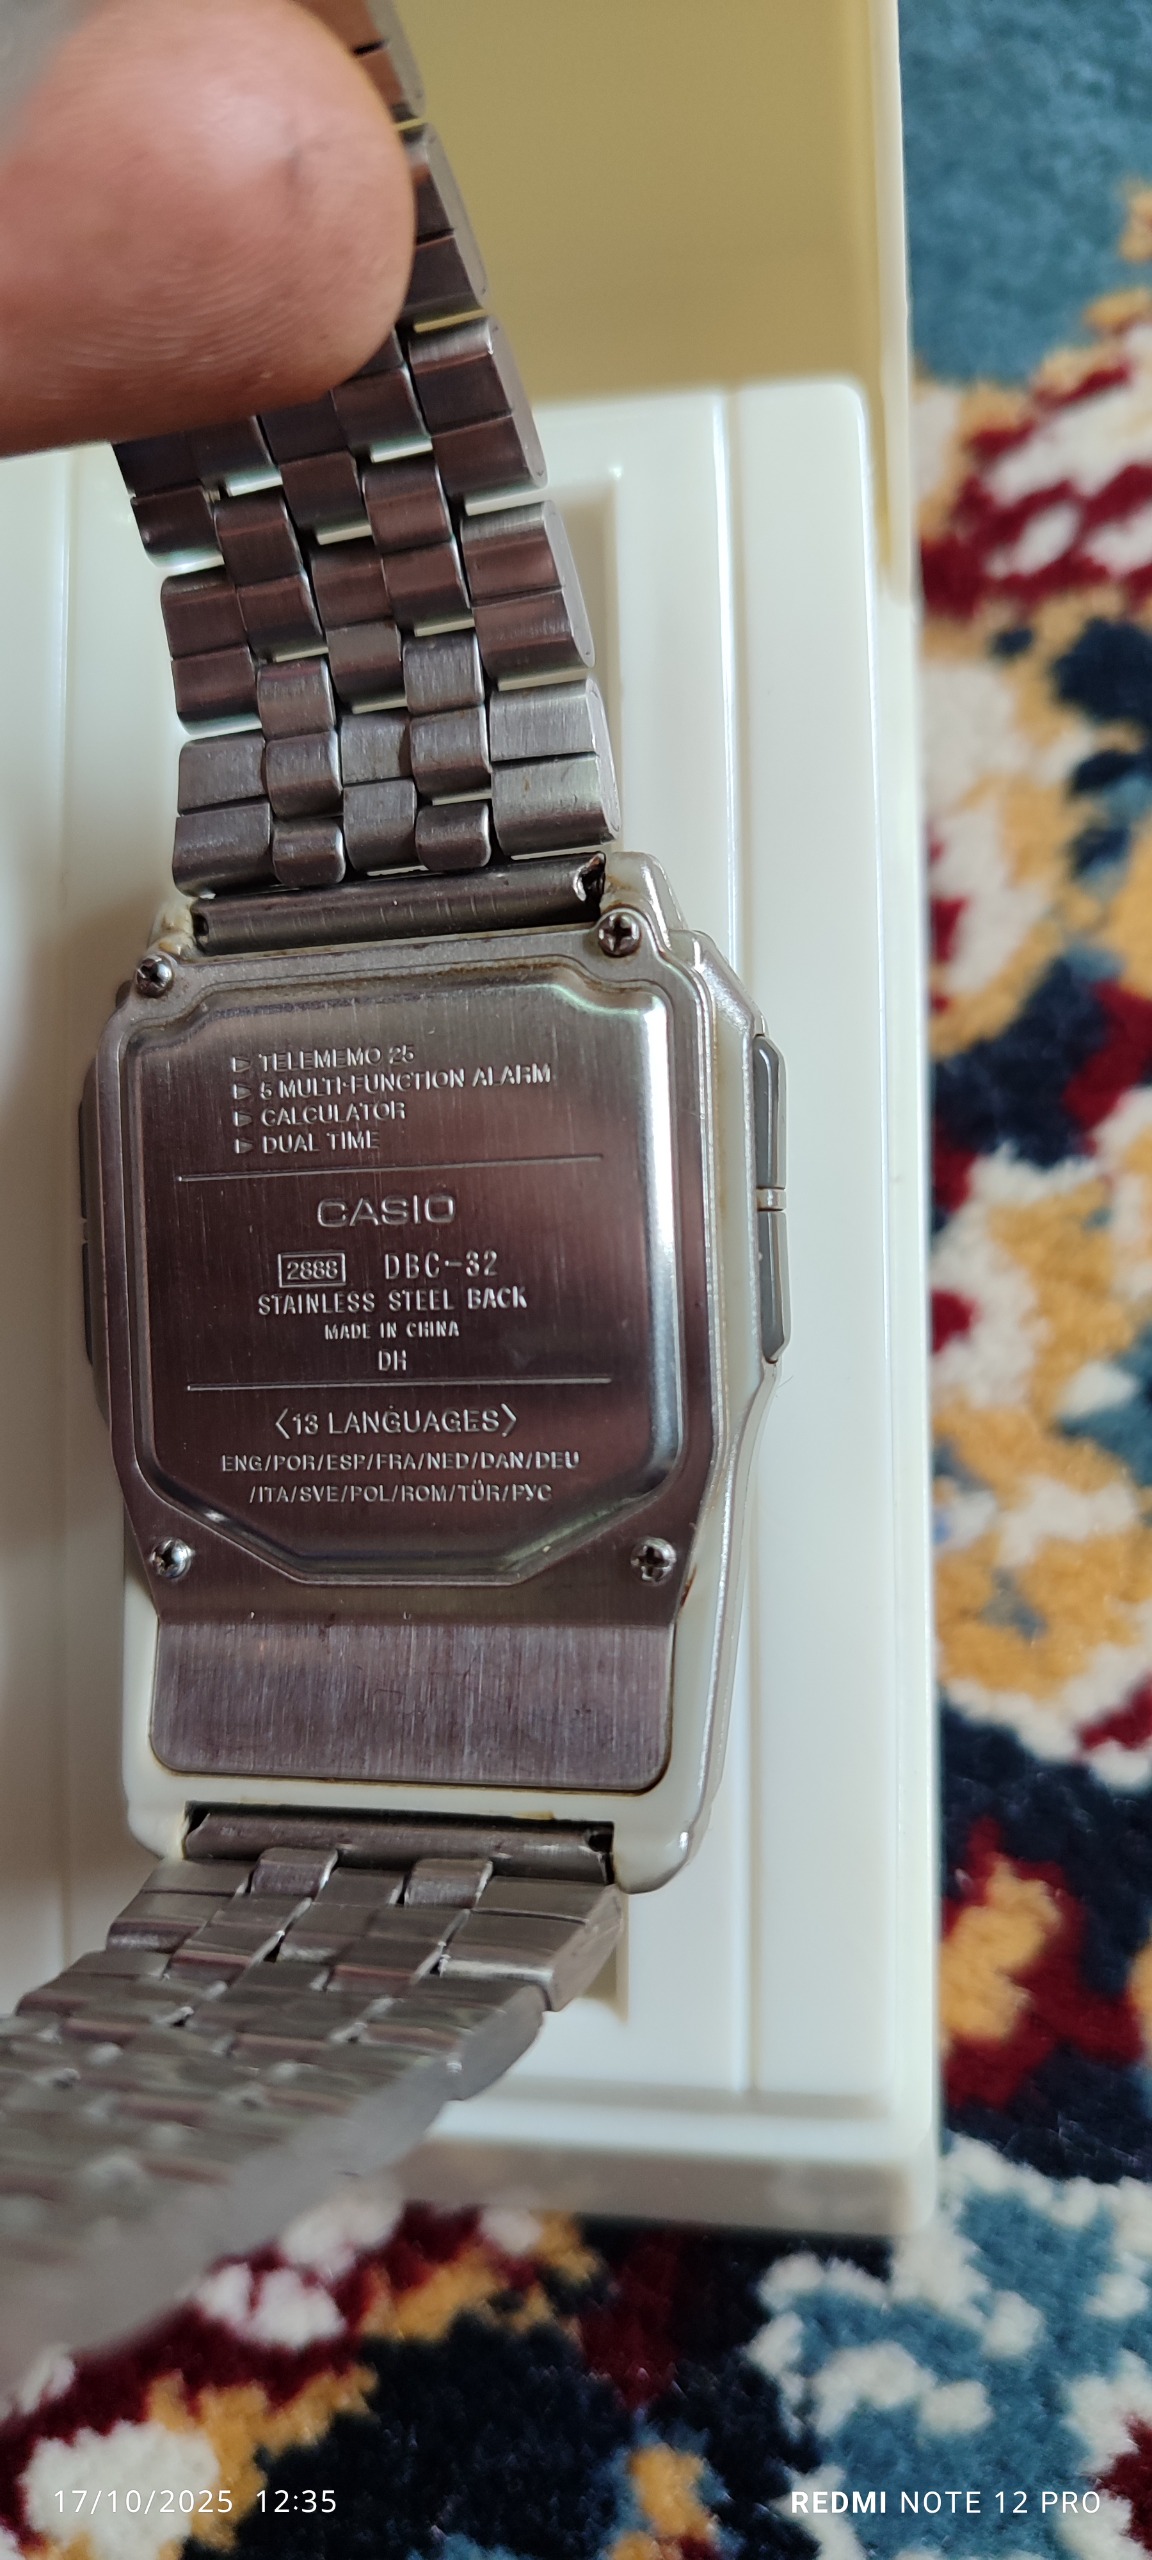 ▷ TELEMEMO 25
▷ 5 MULTI-FUNCTION ALARM
▷ CALCULATOR
▷ DUAL TIME
CASIO
2888 DBC-32
STAINLESS STEEL BACK
MADE IN CHINA
DH
〈13 LANGUAGES〉
ENG/POR/ESP/FRA/NED/DAN/DEU
/ITA/SVE/POL/ROM/TÜR/РУС
17/10/2025 12:35
REDMI NOTE 12 PRO